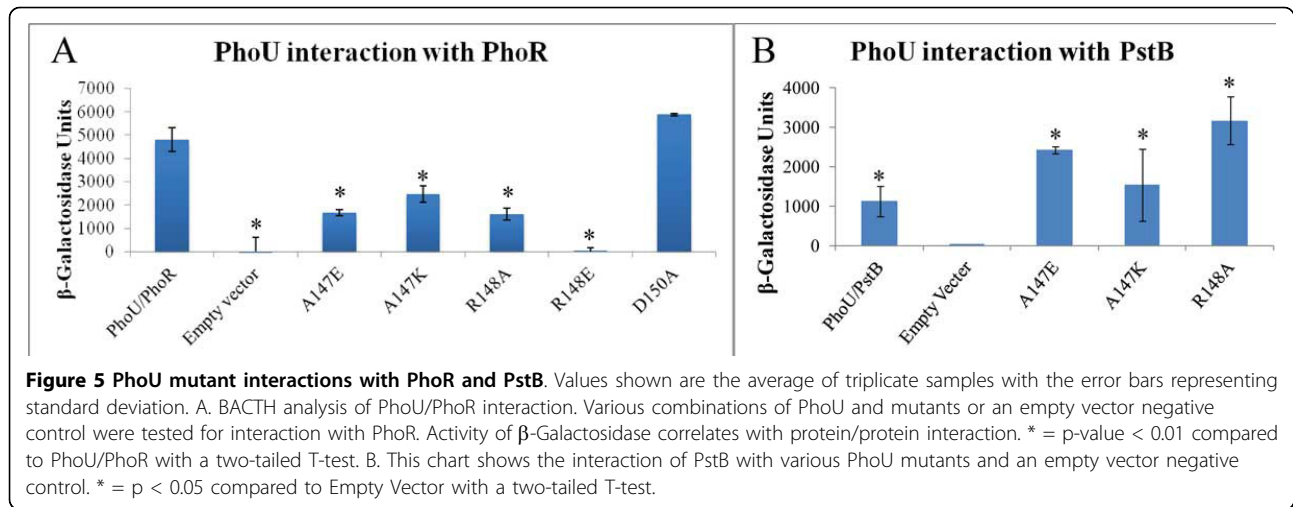 A
PhoU interaction with PhoR
β-Galactosidase Units
7000
6000
5000
4000
3000
2000
1000
0
*
*
*
*
*
PhoU/PhoR
Empty vector
A147E
A147K
R148A
R148E
D150A
B
PhoU interaction with PstB
β-Galactosidase Units
4000
3000
2000
1000
0
*
*
*
*
PhoU/PstB
Empty Vecter
A147E
A147K
R148A
Figure 5 PhoU mutant interactions with PhoR and PstB. Values shown are the average of triplicate samples with the error bars representing
standard deviation. A. BACTH analysis of PhoU/PhoR interaction. Various combinations of PhoU and mutants or an empty vector negative
control were tested for interaction with PhoR. Activity of β-Galactosidase correlates with protein/protein interaction. * = p-value < 0.01 compared
to PhoU/PhoR with a two-tailed T-test. B. This chart shows the interaction of PstB with various PhoU mutants and an empty vector negative
control. * = p < 0.05 compared to Empty Vector with a two-tailed T-test.